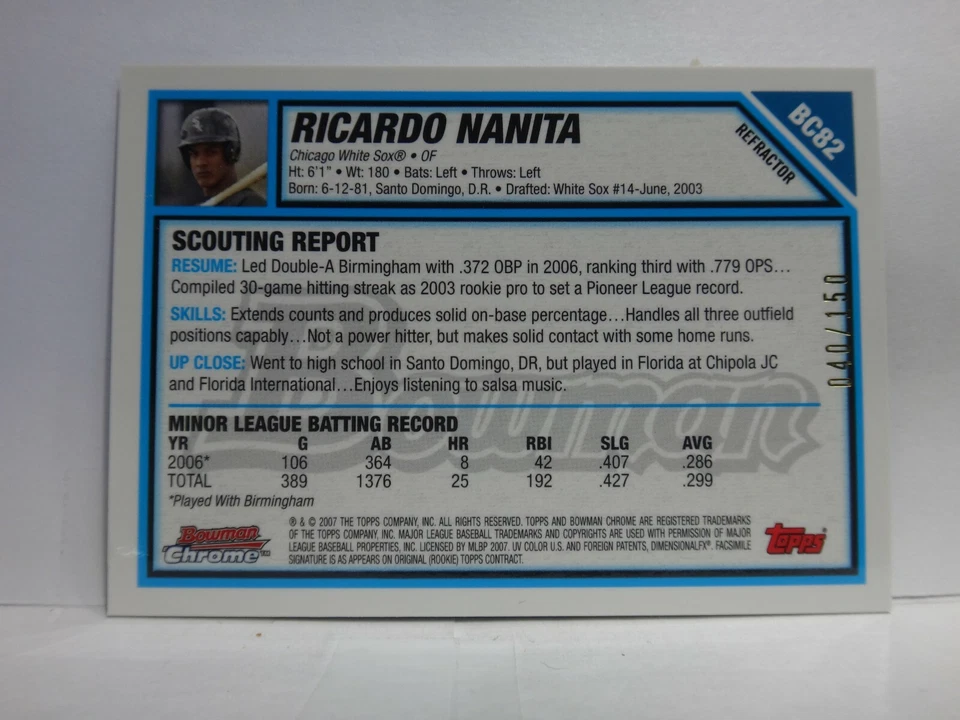 RICARDO NANITA
BC82
REFRACTOR
Chicago White Sox® • OF
Ht: 6'1" • Wt: 180 • Bats: Left • Throws: Left
Born: 6-12-81, Santo Domingo, D.R. • Drafted: White Sox #14-June, 2003
SCOUTING REPORT
RESUME: Led Double-A Birmingham with .372 OBP in 2006, ranking third with .779 OPS...
Compiled 30-game hitting streak as 2003 rookie pro to set a Pioneer League record.
SKILLS: Extends counts and produces solid on-base percentage...Handles all three outfield
positions capably...Not a power hitter, but makes solid contact with some home runs.
UP CLOSE: Went to high school in Santo Domingo, DR, but played in Florida at Chipola JC
and Florida International...Enjoys listening to salsa music.
040/150
Bowman
MINOR LEAGUE BATTING RECORD
YR G AB HR RBI SLG AVG
2006* 106 364 8 42 .407 .286
TOTAL 389 1376 25 192 .427 .299
*Played With Birmingham
Bowman
Chrome™
® & © 2007 THE TOPPS COMPANY, INC. ALL RIGHTS RESERVED. TOPPS AND BOWMAN CHROME ARE REGISTERED TRADEMARKS
OF THE TOPPS COMPANY, INC. MAJOR LEAGUE BASEBALL TRADEMARKS AND COPYRIGHTS ARE USED WITH PERMISSION OF MAJOR
LEAGUE BASEBALL PROPERTIES, INC. LICENSED BY MLBP 2007. UV COLOR U.S. AND FOREIGN PATENTS, DIMENSIONALFX®. FACSIMILE
SIGNATURE IS AS APPEARS ON ORIGINAL (ROOKIE) TOPPS CONTRACT.
Topps®